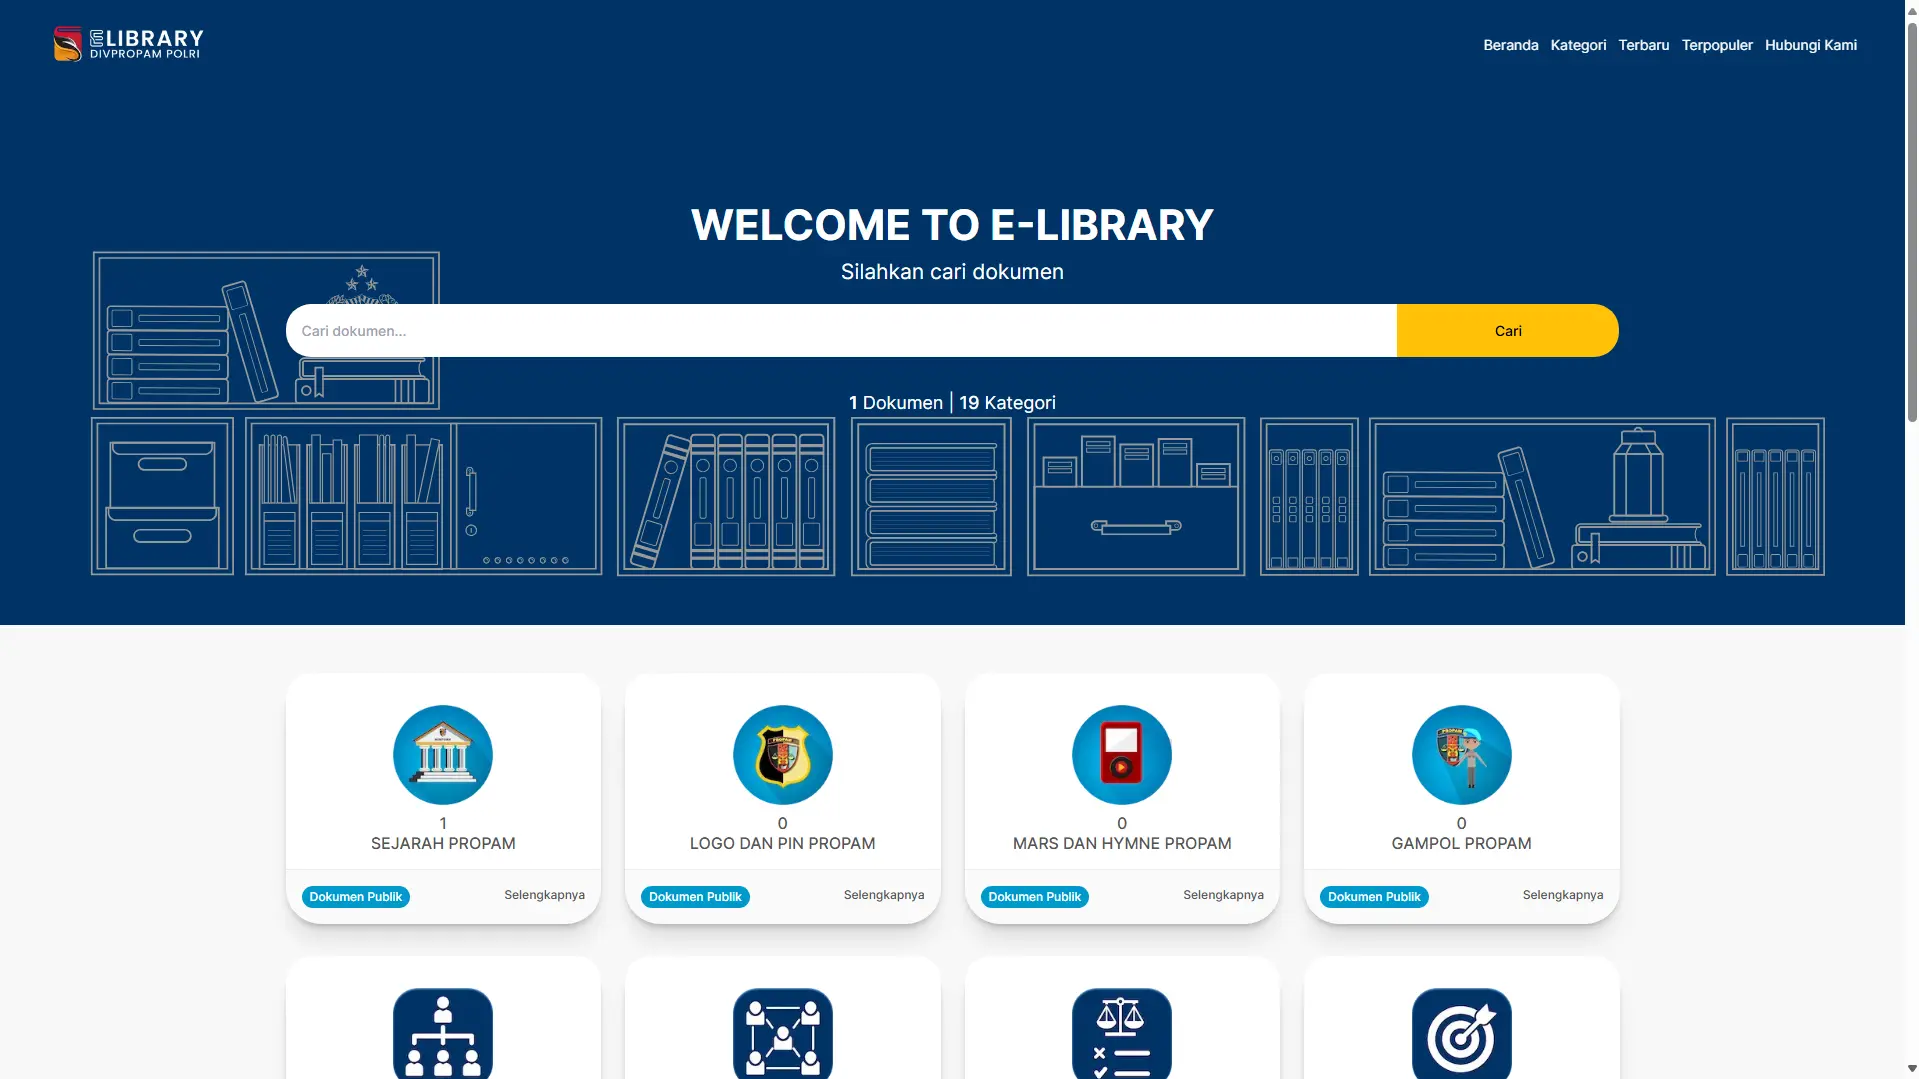 ELIBRARY
DIVPROPAM POLRI
Beranda Kategori Terbaru Terpopuler Hubungi Kami
WELCOME TO E-LIBRARY
Silahkan cari dokumen
Cari dokumen...
Cari
1 Dokumen | 19 Kategori
1
SEJARAH PROPAM
Dokumen Publik
Selengkapnya
PROPAM
0
LOGO DAN PIN PROPAM
Dokumen Publik
Selengkapnya
0
MARS DAN HYMNE PROPAM
Dokumen Publik
Selengkapnya
PROPAM
0
GAMPOL PROPAM
Dokumen Publik
Selengkapnya